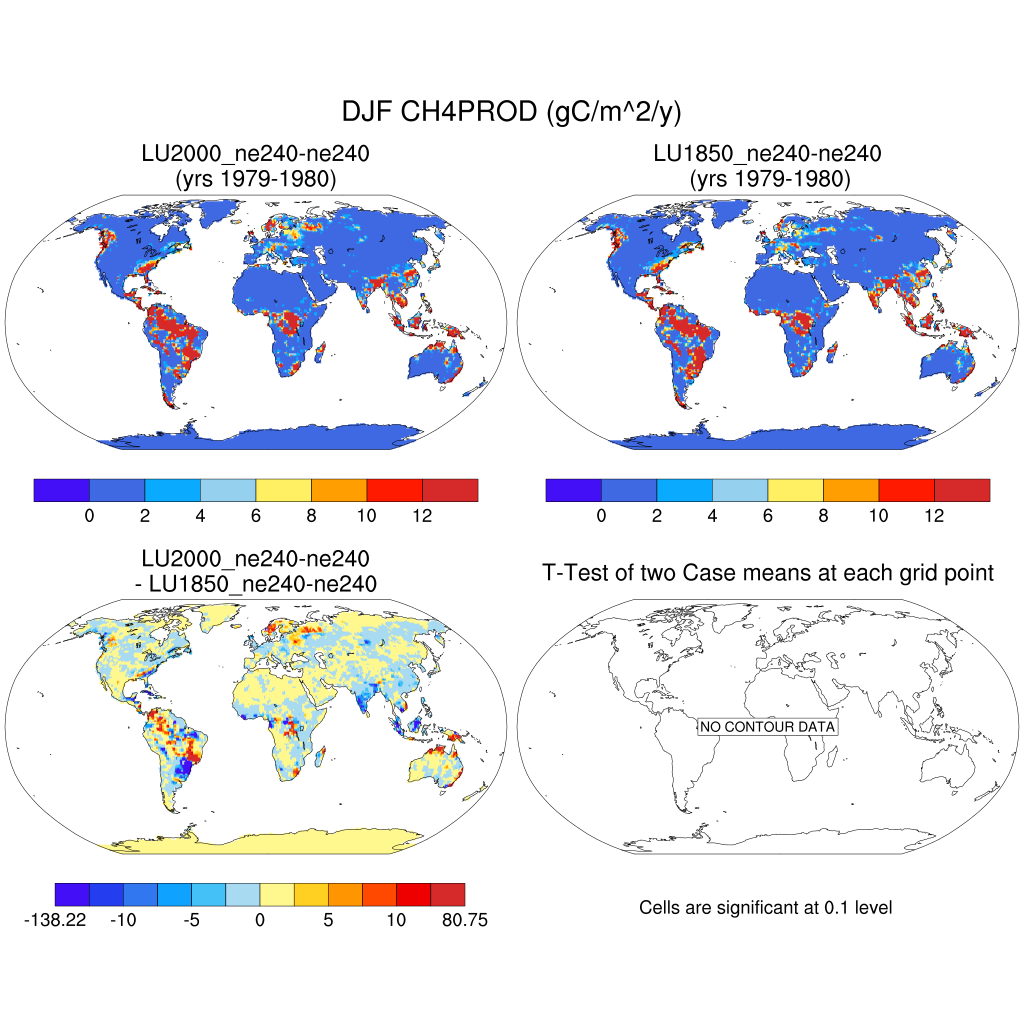 DJF CH4PROD (gC/m^2/y)
LU2000_ne240-ne240
(yrs 1979-1980)
LU1850_ne240-ne240
(yrs 1979-1980)
0 2 4 6 8 10 12
0 2 4 6 8 10 12
LU2000_ne240-ne240
- LU1850_ne240-ne240
T-Test of two Case means at each grid point
NO CONTOUR DATA
-138.22 -10 -5 0 5 10 80.75
Cells are significant at 0.1 level